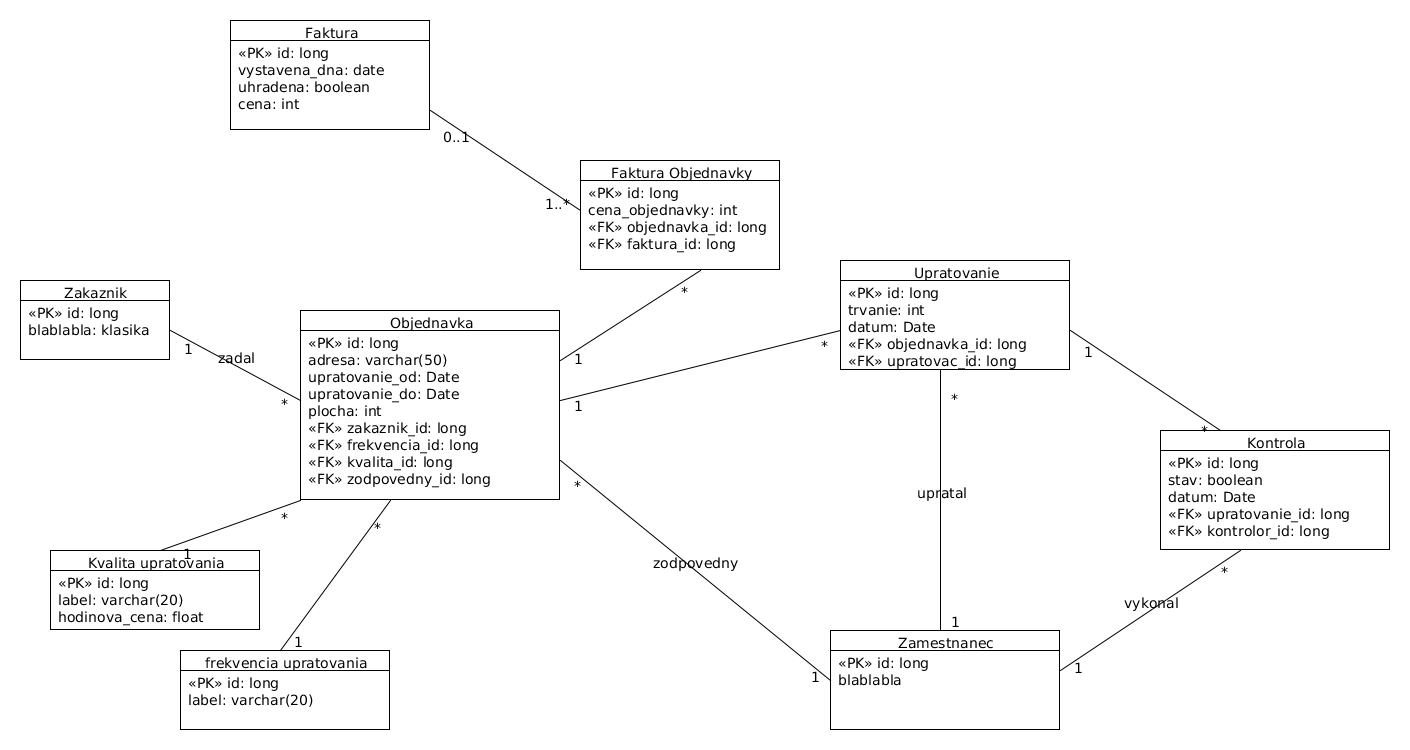 Faktura
«PK» id: long
vystavena_dna: date
uhradena: boolean
cena: int
0..1
1..*
Faktura Objednavky
«PK» id: long
cena_objednavky: int
«FK» objednavka_id: long
«FK» faktura_id: long
*
1
Zakaznik
«PK» id: long
blablabla: klasika
1
zadal
*
Objednavka
«PK» id: long
adresa: varchar(50)
upratovanie_od: Date
upratovanie_do: Date
plocha: int
«FK» zakaznik_id: long
«FK» frekvencia_id: long
«FK» kvalita_id: long
«FK» zodpovedny_id: long
1
*
Upratovanie
«PK» id: long
trvanie: int
datum: Date
«FK» objednavka_id: long
«FK» upratovac_id: long
1
*
Kontrola
«PK» id: long
stav: boolean
datum: Date
«FK» upratovanie_id: long
«FK» kontrolor_id: long
*
upratal
1
*
zodpovedny
1
*
vykonal
1
*
1
Kvalita upratovania
«PK» id: long
label: varchar(20)
hodinova_cena: float
*
1
frekvencia upratovania
«PK» id: long
label: varchar(20)
Zamestnanec
«PK» id: long
blablabla